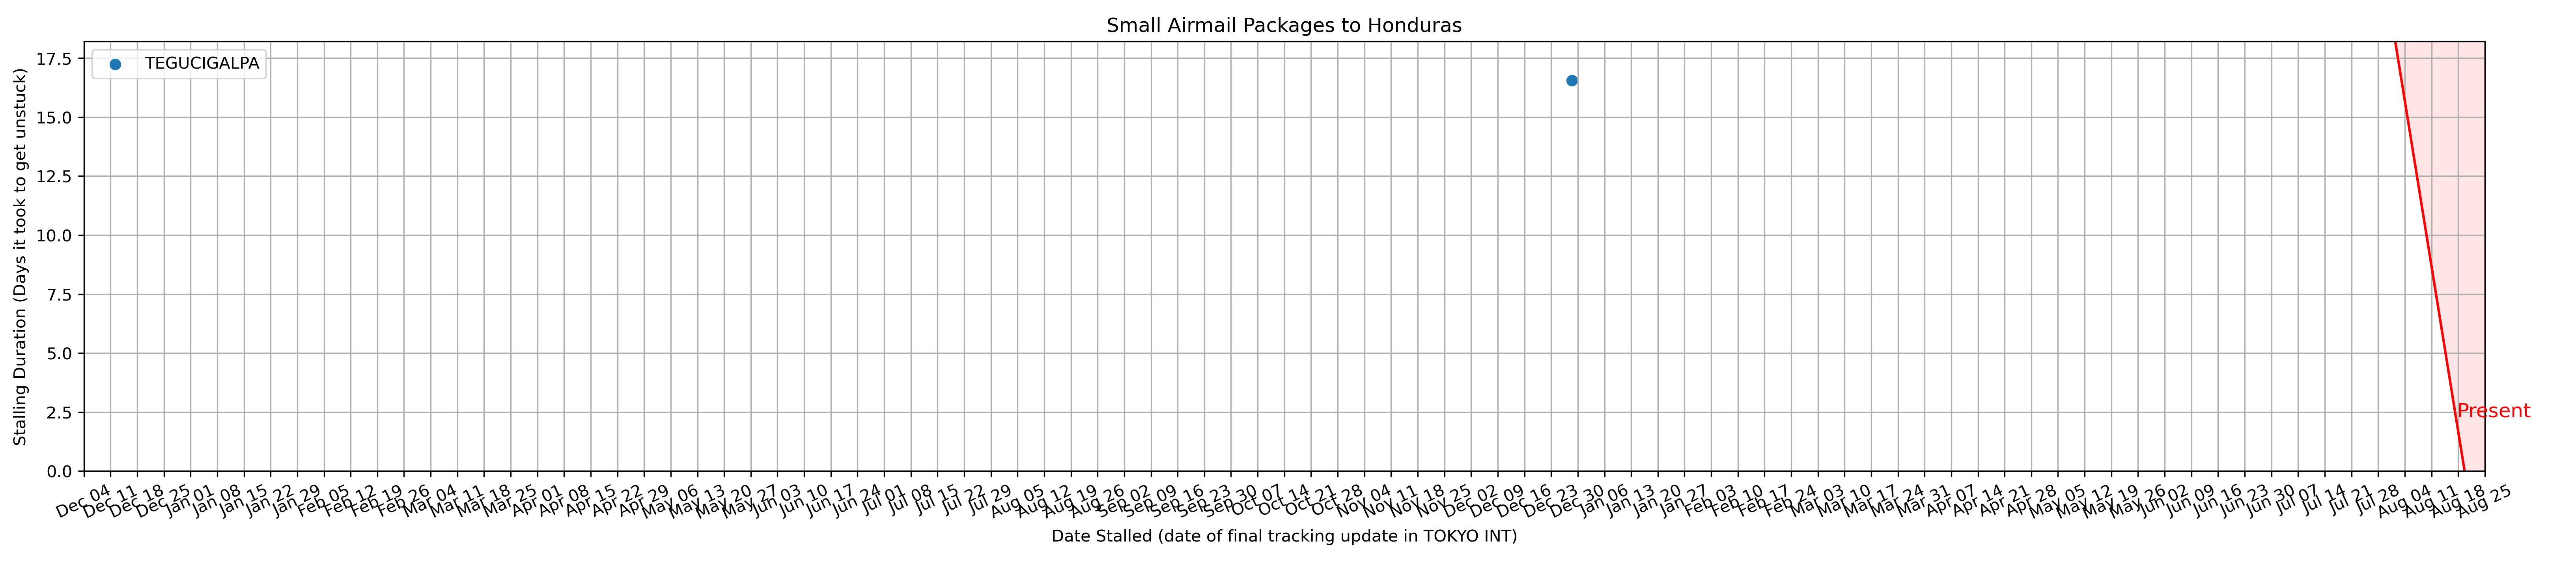 Small Airmail Packages to Honduras
TEGUCIGALPA
Stalling Duration (Days it took to get unstuck)
17.5
15.0
12.5
10.0
7.5
5.0
2.5
0.0
Present
Dec 04
Dec 11
Dec 18
Dec 25
Jan 01
Jan 08
Jan 15
Jan 22
Jan 29
Feb 05
Feb 12
Feb 19
Feb 26
Mar 04
Mar 11
Mar 18
Mar 25
Apr 01
Apr 08
Apr 15
Apr 22
Apr 29
May 06
May 13
May 20
May 27
Jun 03
Jun 10
Jun 17
Jun 24
Jul 01
Jul 08
Jul 15
Jul 22
Jul 29
Aug 05
Aug 12
Aug 19
Aug 26
Sep 02
Sep 09
Sep 16
Sep 23
Sep 30
Oct 07
Oct 14
Oct 21
Oct 28
Nov 04
Nov 11
Nov 18
Nov 25
Dec 02
Dec 09
Dec 16
Dec 23
Dec 30
Jan 06
Jan 13
Jan 20
Jan 27
Feb 03
Feb 10
Feb 17
Feb 24
Mar 03
Mar 10
Mar 17
Mar 24
Mar 31
Apr 07
Apr 14
Apr 21
Apr 28
May 05
May 12
May 19
May 26
Jun 02
Jun 09
Jun 16
Jun 23
Jun 30
Jul 07
Jul 14
Jul 21
Jul 28
Aug 04
Aug 11
Aug 18
Aug 25
Date Stalled (date of final tracking update in TOKYO INT)